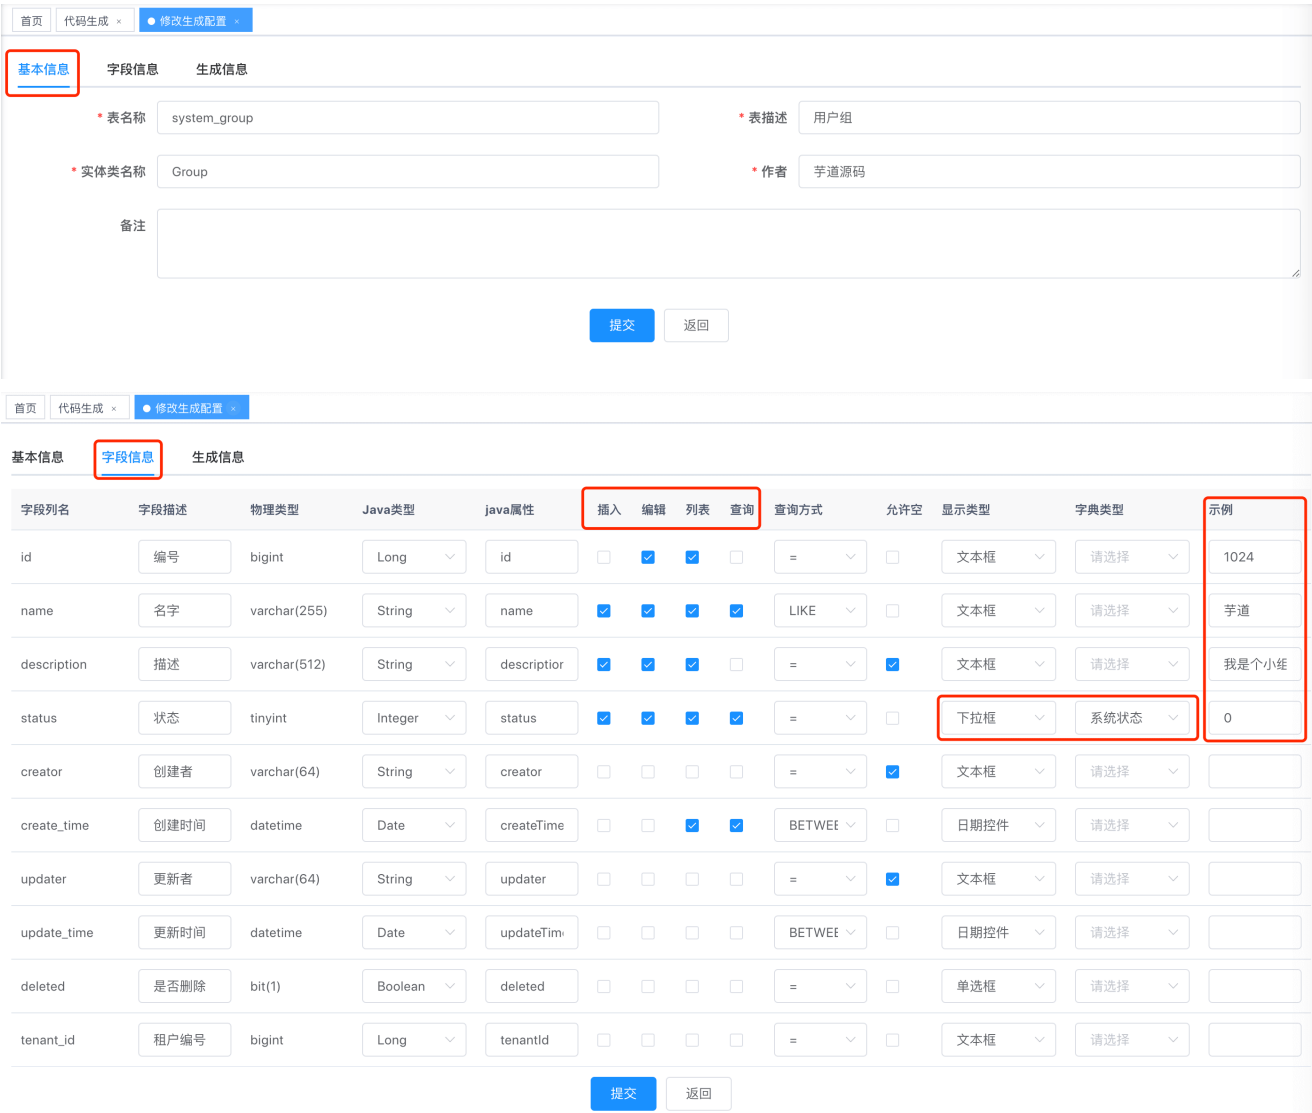 首页 代码生成 × 修改生成配置 ×
基本信息 字段信息 生成信息
* 表名称 system_group * 表描述 用户组
* 实体类名称 Group * 作者 芋道源码
备注
提交 返回
首页 代码生成 × 修改生成配置 ×
基本信息 字段信息 生成信息
字段列名 字段描述 物理类型 Java类型 java属性 插入 编辑 列表 查询 查询方式 允许空 显示类型 字典类型 示例
id 编号 bigint Long id = 文本框 请选择 1024
name 名字 varchar(255) String name LIKE 文本框 请选择 芋道
description 描述 varchar(512) String descriptior = 文本框 请选择 我是个小组
status 状态 tinyint Integer status = 下拉框 系统状态 0
creator 创建者 varchar(64) String creator = 文本框 请选择
create_time 创建时间 datetime Date createTime BETWEE 日期控件 请选择
updater 更新者 varchar(64) String updater = 文本框 请选择
update_time 更新时间 datetime Date updateTim BETWEE 日期控件 请选择
deleted 是否删除 bit(1) Boolean deleted = 单选框 请选择
tenant_id 租户编号 bigint Long tenantId = 文本框 请选择
提交 返回